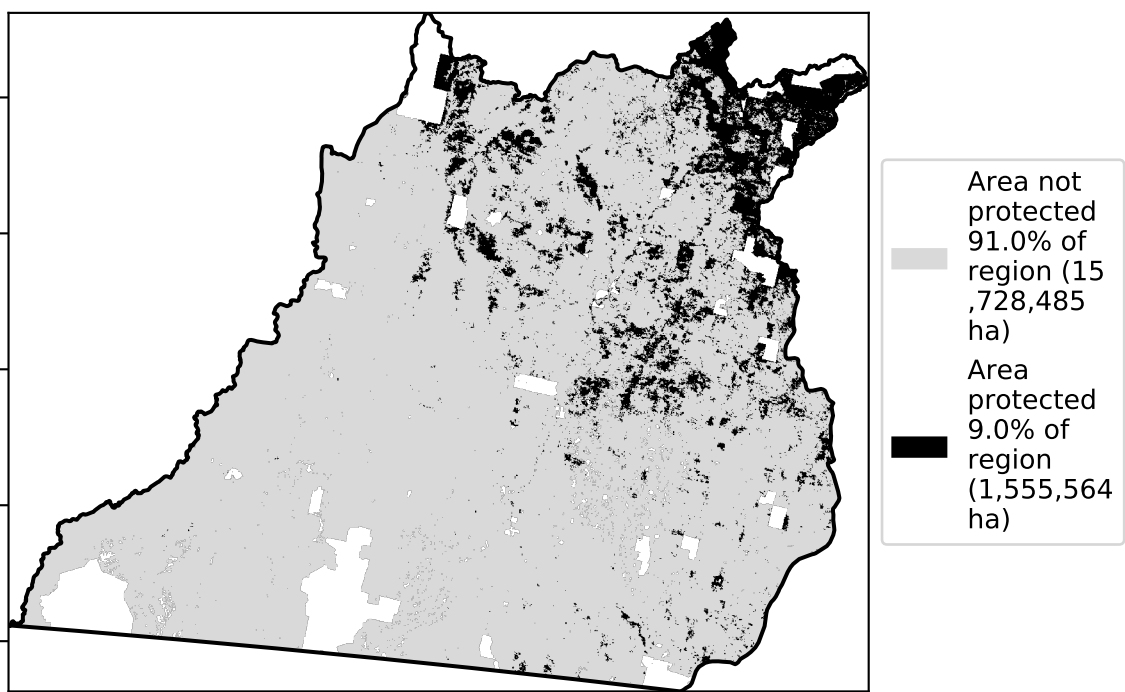 Area not
protected
91.0% of
region (15
,728,485
ha)
Area
protected
9.0% of
region
(1,555,564
ha)